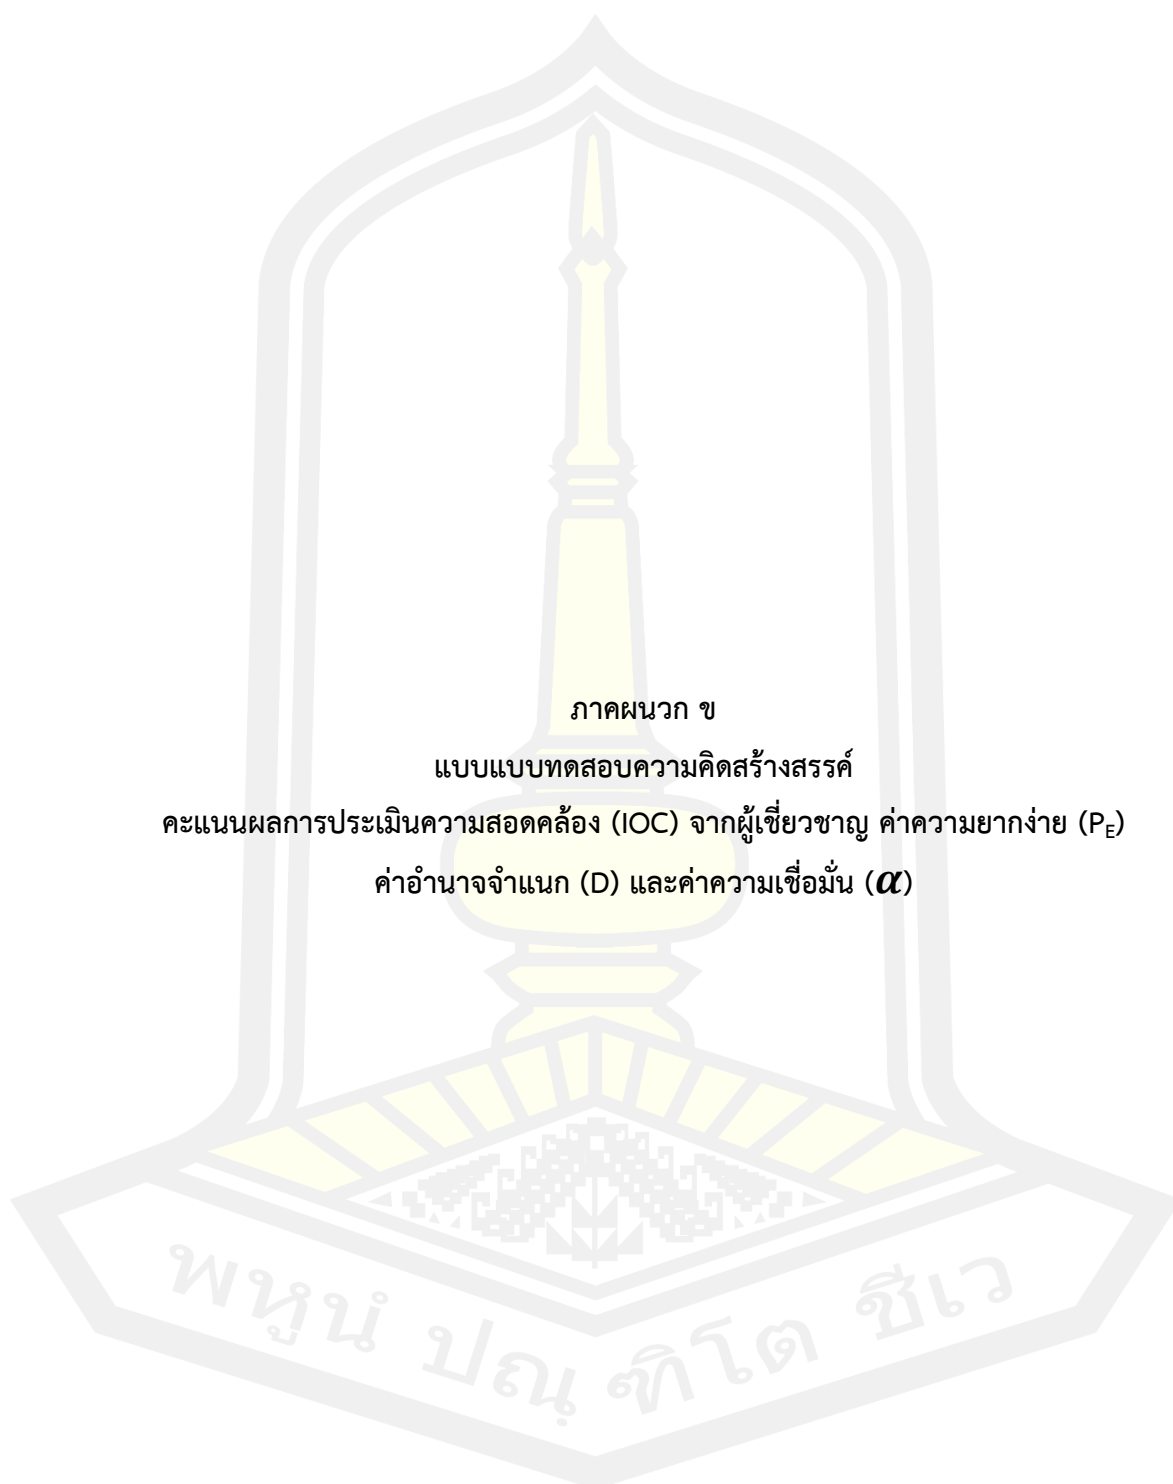 ภาคผนวก ข
แบบแบบทดสอบความคิดสร้างสรรค์
คะแนนผลการประเมินความสอดคล้อง (IOC) จากผู้เชี่ยวชาญ ค่าความยากง่าย (PE)
ค่าอำนาจจำแนก (D) และค่าความเชื่อมั่น (α)
พหูนํ ปณฺฑิโต ชีเว